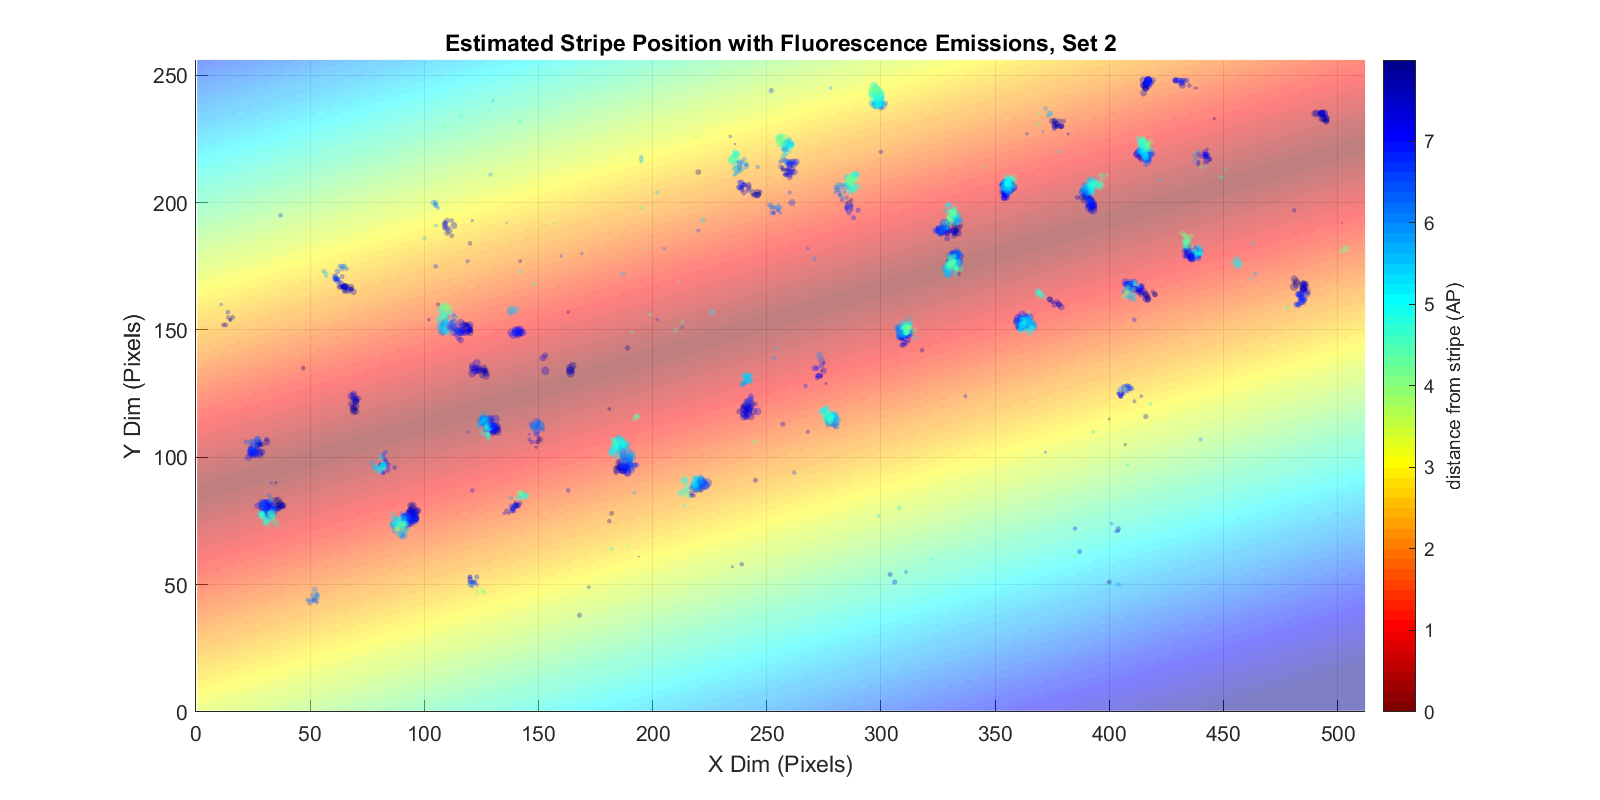 Estimated Stripe Position with Fluorescence Emissions, Set 2
250
200
150
100
50
0
Y Dim (Pixels)
0 50 100 150 200 250 300 350 400 450 500
X Dim (Pixels)
7
6
5
4
3
2
1
0
distance from stripe (AP)